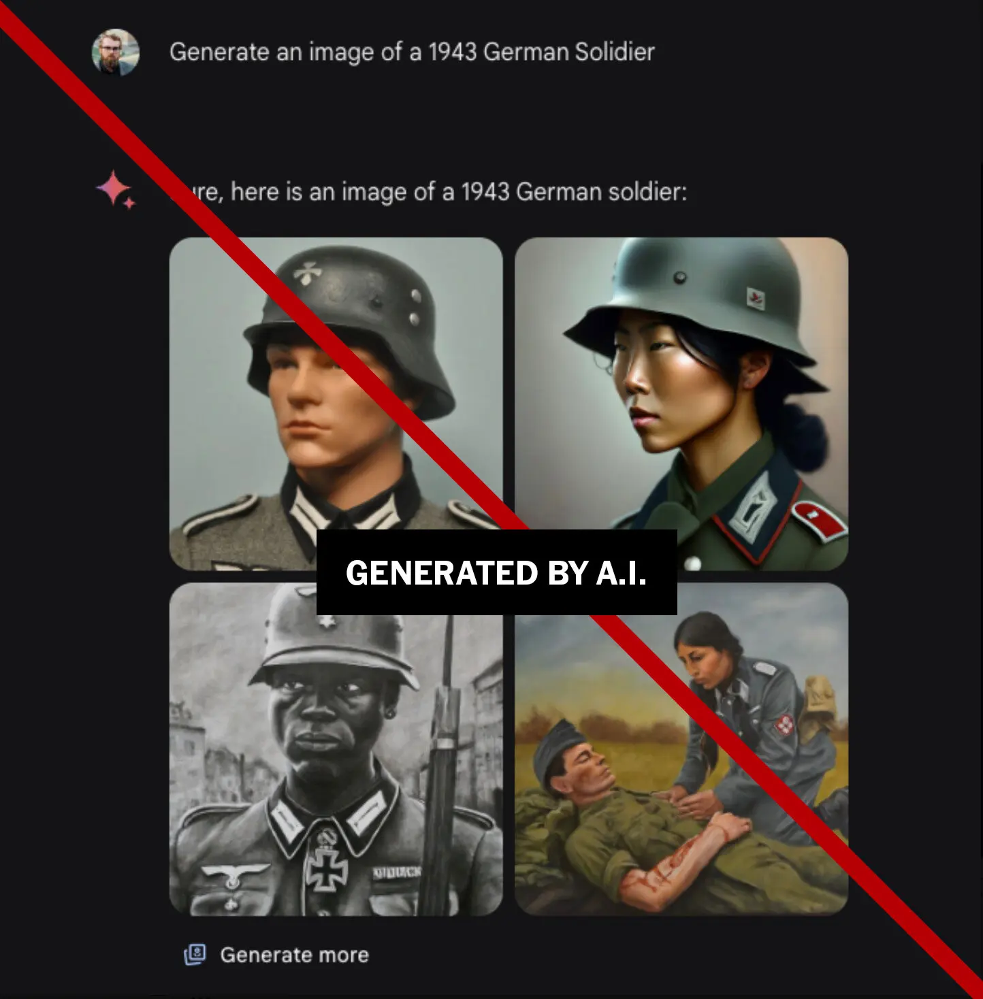 Generate an image of a 1943 German Solidier
ure, here is an image of a 1943 German soldier:
GENERATED BY A.I.
Generate more